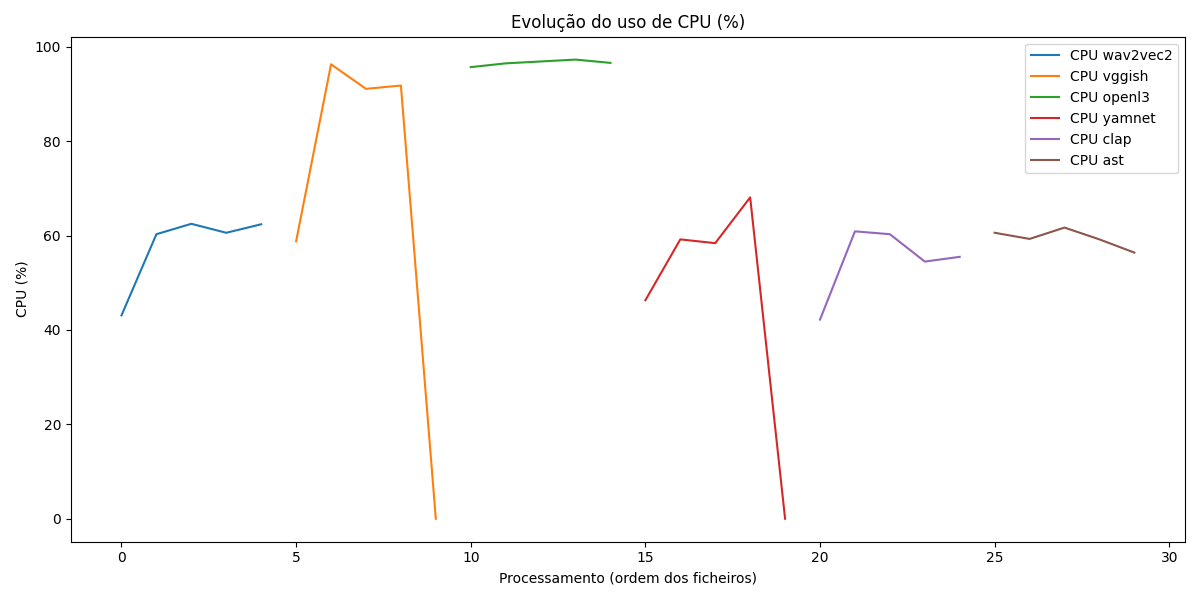 Evolução do uso de CPU (%)
CPU wav2vec2
CPU vggish
CPU openl3
CPU yamnet
CPU clap
CPU ast
CPU (%)
100
80
60
40
20
0
0 5 10 15 20 25 30
Processamento (ordem dos ficheiros)